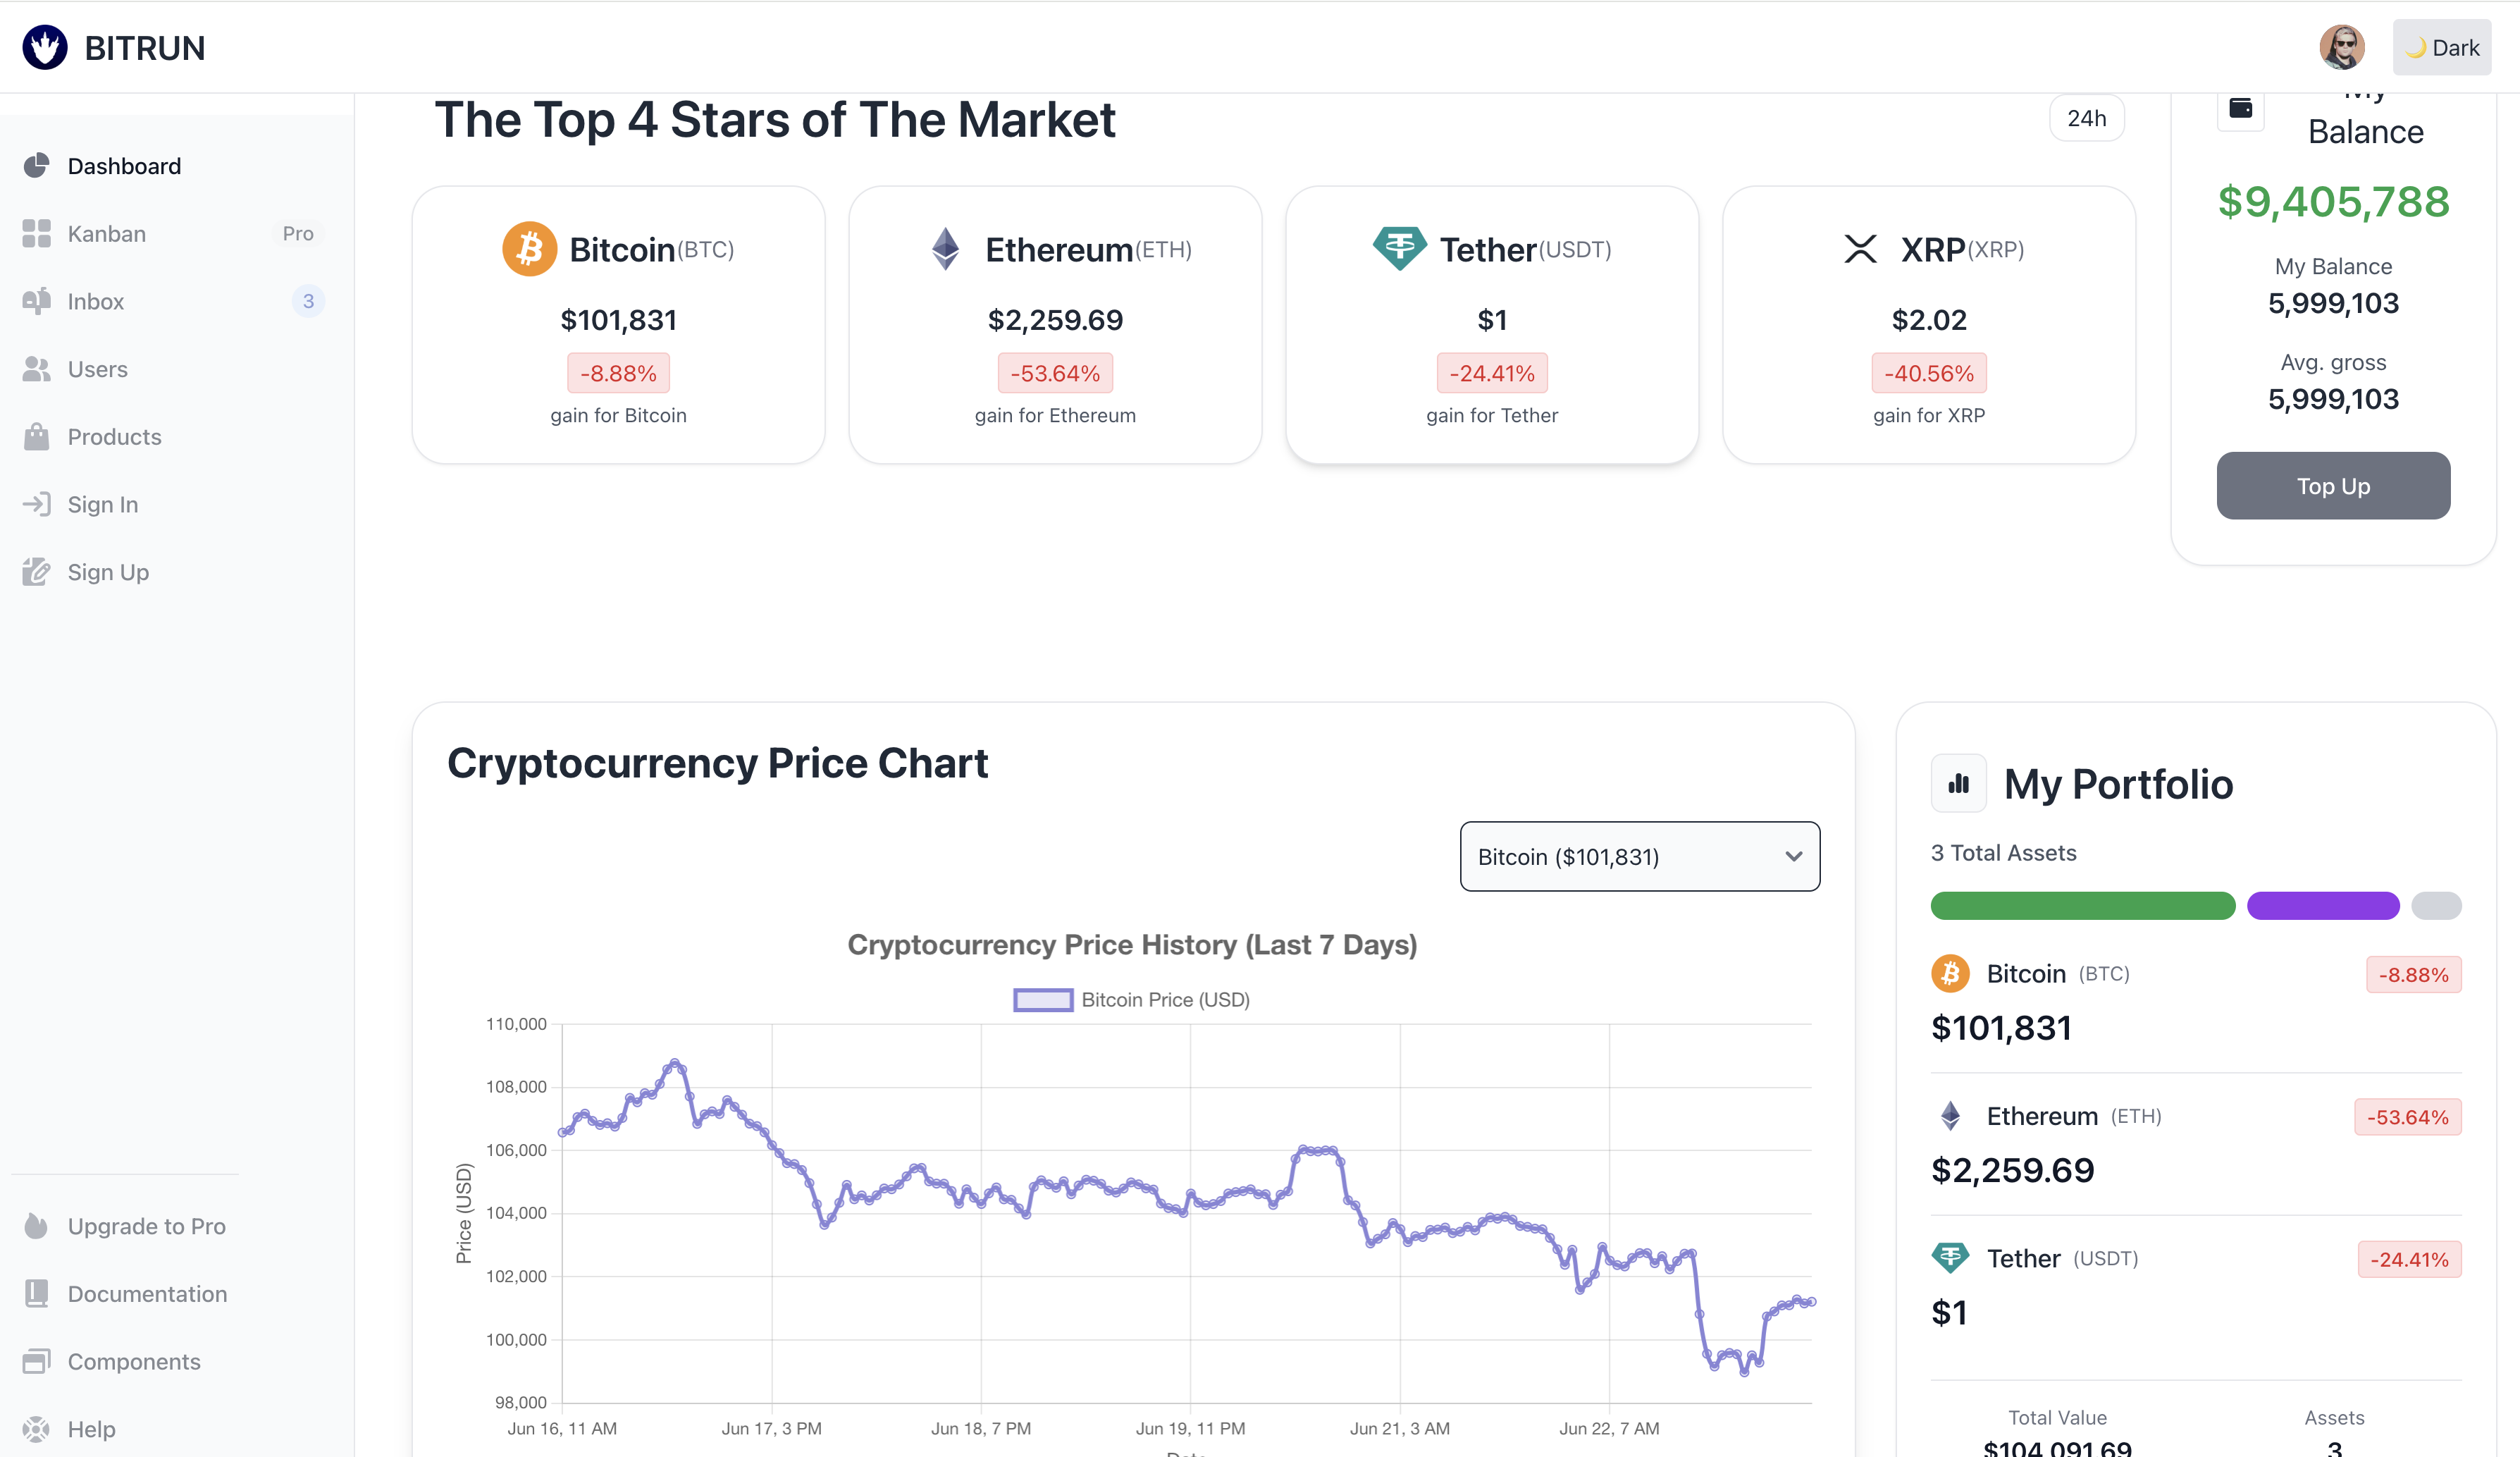 BITRUN
Dark
Dashboard
Kanban
Pro
Inbox
3
Users
Products
Sign In
Sign Up
Upgrade to Pro
Documentation
Components
Help
The Top 4 Stars of The Market
24h
Bitcoin(BTC)
$101,831
-8.88%
gain for Bitcoin
Ethereum(ETH)
$2,259.69
-53.64%
gain for Ethereum
Tether(USDT)
$1
-24.41%
gain for Tether
XRP(XRP)
$2.02
-40.56%
gain for XRP
My
Balance
$9,405,788
My Balance
5,999,103
Avg. gross
5,999,103
Top Up
Cryptocurrency Price Chart
Bitcoin ($101,831)
Cryptocurrency Price History (Last 7 Days)
Bitcoin Price (USD)
Price (USD)
110,000
108,000
106,000
104,000
102,000
100,000
98,000
Jun 16, 11 AM
Jun 17, 3 PM
Jun 18, 7 PM
Jun 19, 11 PM
Jun 21, 3 AM
Jun 22, 7 AM
Date
My Portfolio
3 Total Assets
Bitcoin (BTC)
-8.88%
$101,831
Ethereum (ETH)
-53.64%
$2,259.69
Tether (USDT)
-24.41%
$1
Total Value
$104,091.69
Assets
3